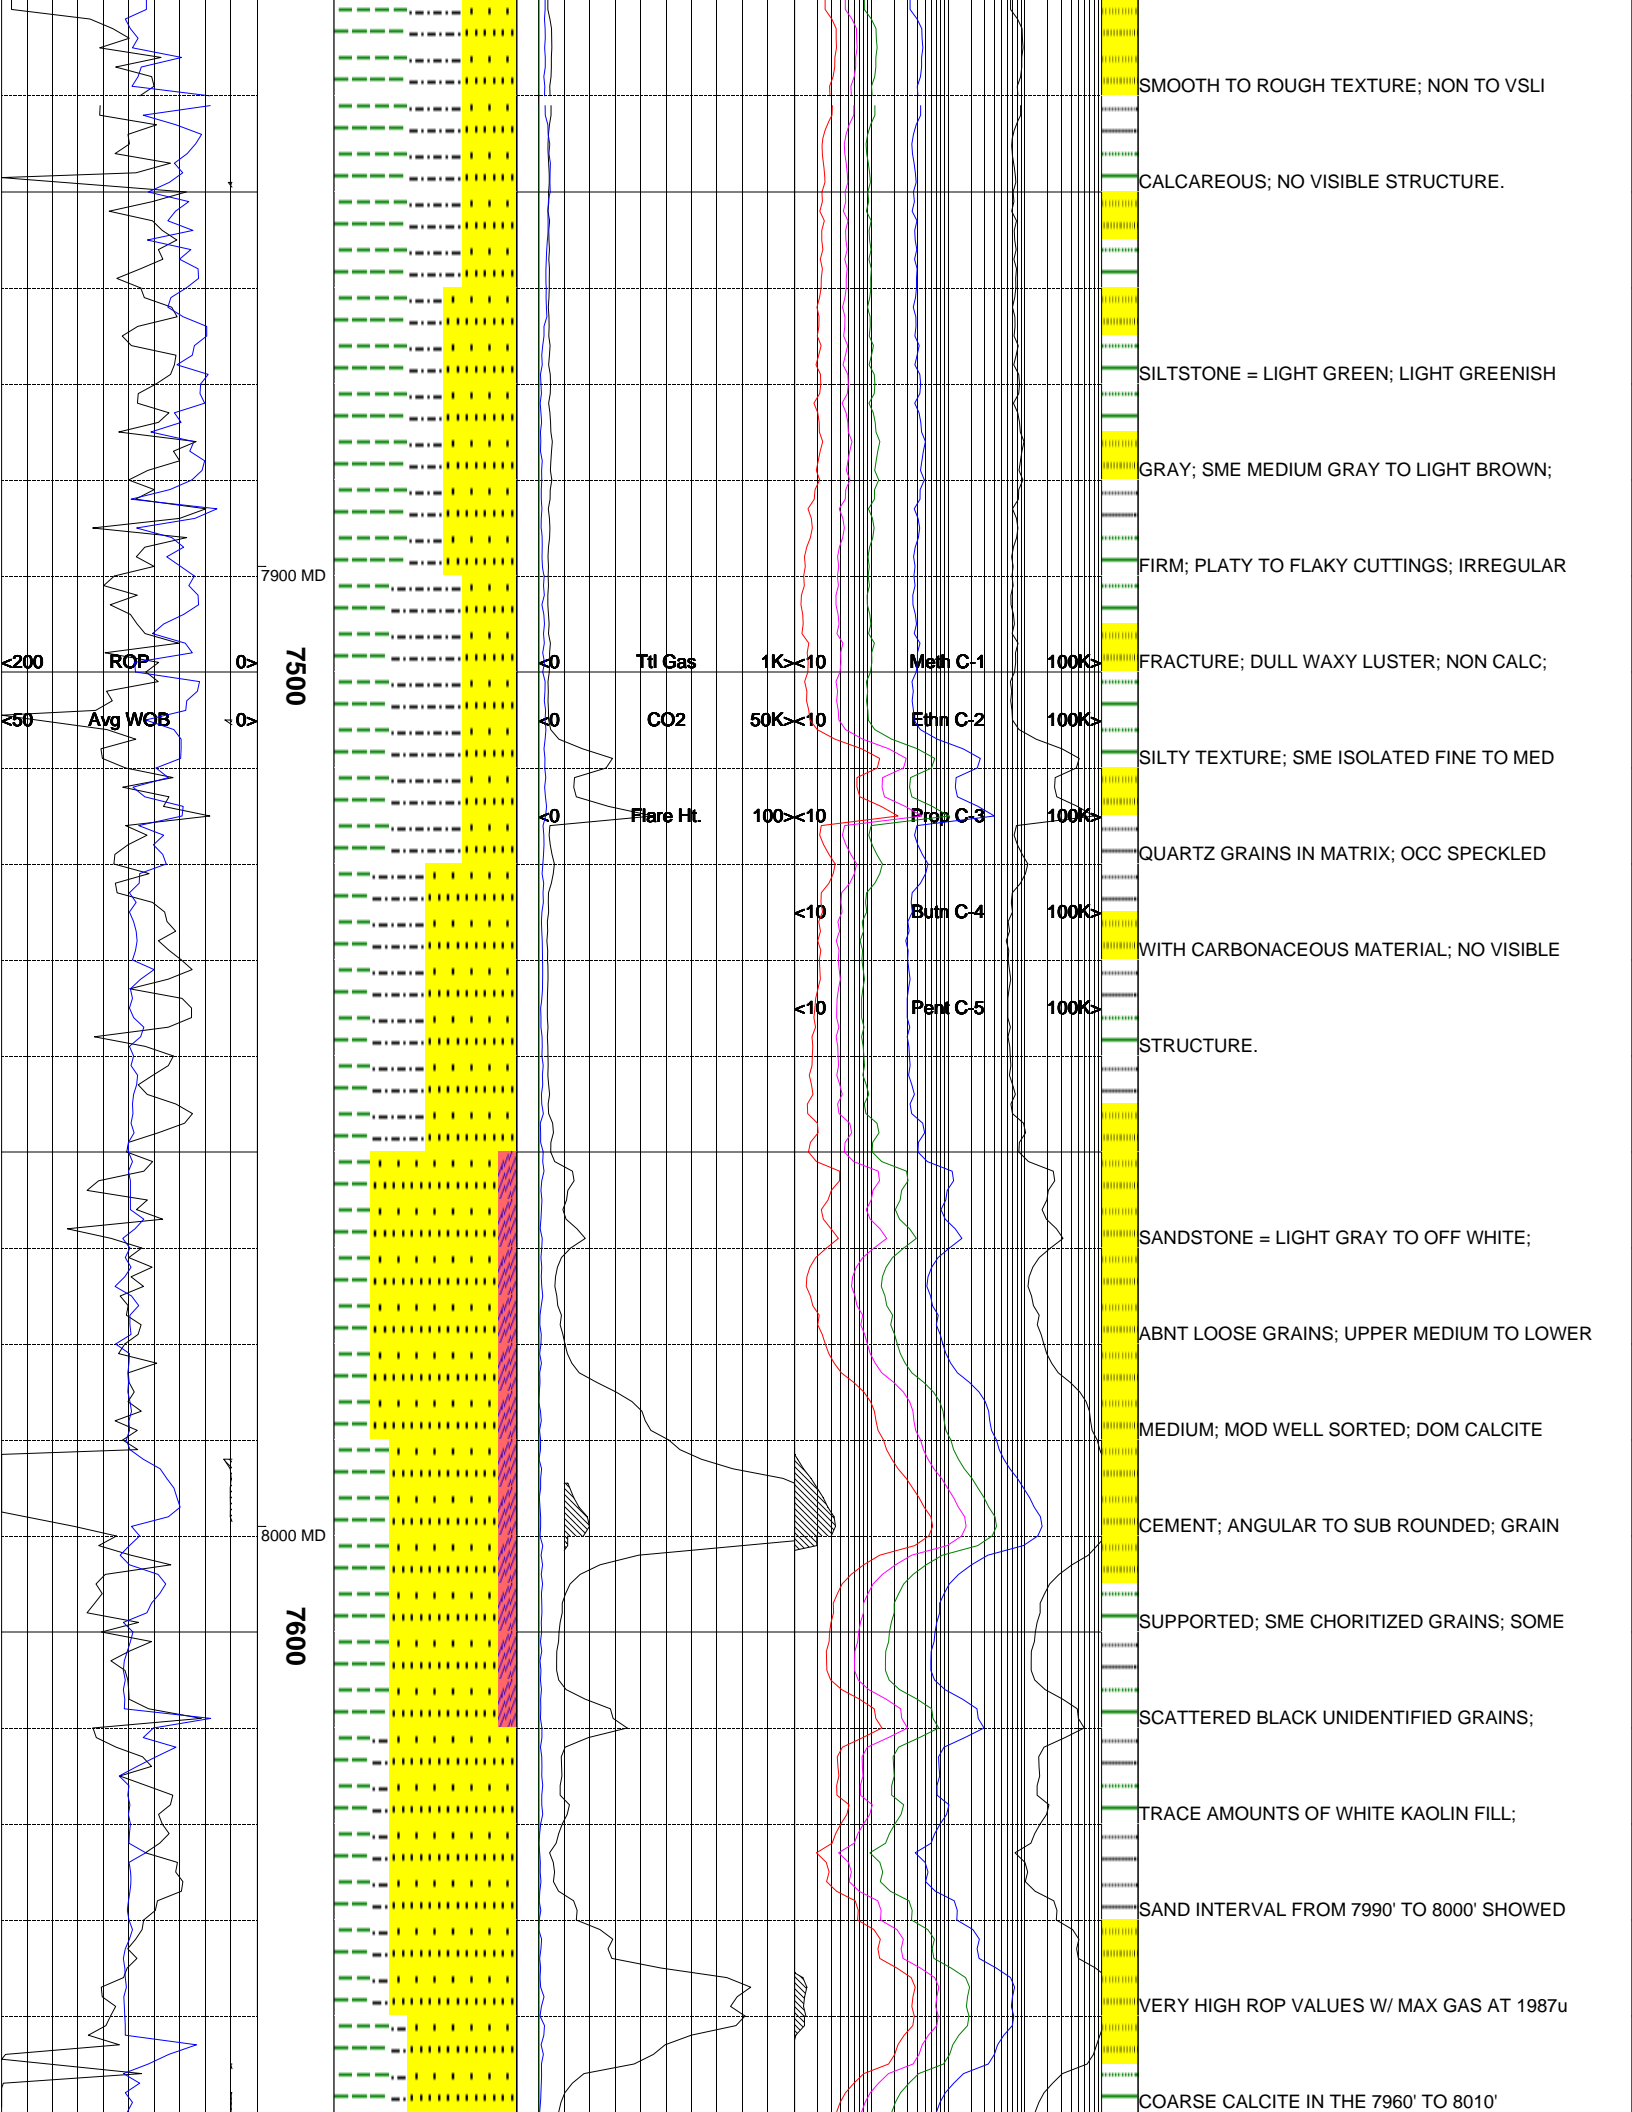 SMOOTH TO ROUGH TEXTURE; NON TO VSLI
CALCAREOUS; NO VISIBLE STRUCTURE.
SILTSTONE = LIGHT GREEN; LIGHT GREENISH
GRAY; SME MEDIUM GRAY TO LIGHT BROWN;
7900 MD
FIRM; PLATY TO FLAKY CUTTINGS; IRREGULAR
<200 ROP 0>
7500
<0 Ttl Gas 1K>
<10 Meth C-1 100K>
FRACTURE; DULL WAXY LUSTER; NON CALC;
<50 Avg WOB 0>
<0 CO2 50K>
<10 Ethn C-2 100K>
SILTY TEXTURE; SME ISOLATED FINE TO MED
<0 Flare Ht. 100>
<10 Prop C-3 100K>
QUARTZ GRAINS IN MATRIX; OCC SPECKLED
<10 Butn C-4 100K>
WITH CARBONACEOUS MATERIAL; NO VISIBLE
<10 Pent C-5 100K>
STRUCTURE.
SANDSTONE = LIGHT GRAY TO OFF WHITE;
ABNT LOOSE GRAINS; UPPER MEDIUM TO LOWER
MEDIUM; MOD WELL SORTED; DOM CALCITE
8000 MD
CEMENT; ANGULAR TO SUB ROUNDED; GRAIN
7600
SUPPORTED; SME CHORITIZED GRAINS; SOME
SCATTERED BLACK UNIDENTIFIED GRAINS;
TRACE AMOUNTS OF WHITE KAOLIN FILL;
SAND INTERVAL FROM 7990' TO 8000' SHOWED
VERY HIGH ROP VALUES W/ MAX GAS AT 1987u
COARSE CALCITE IN THE 7960' TO 8010'